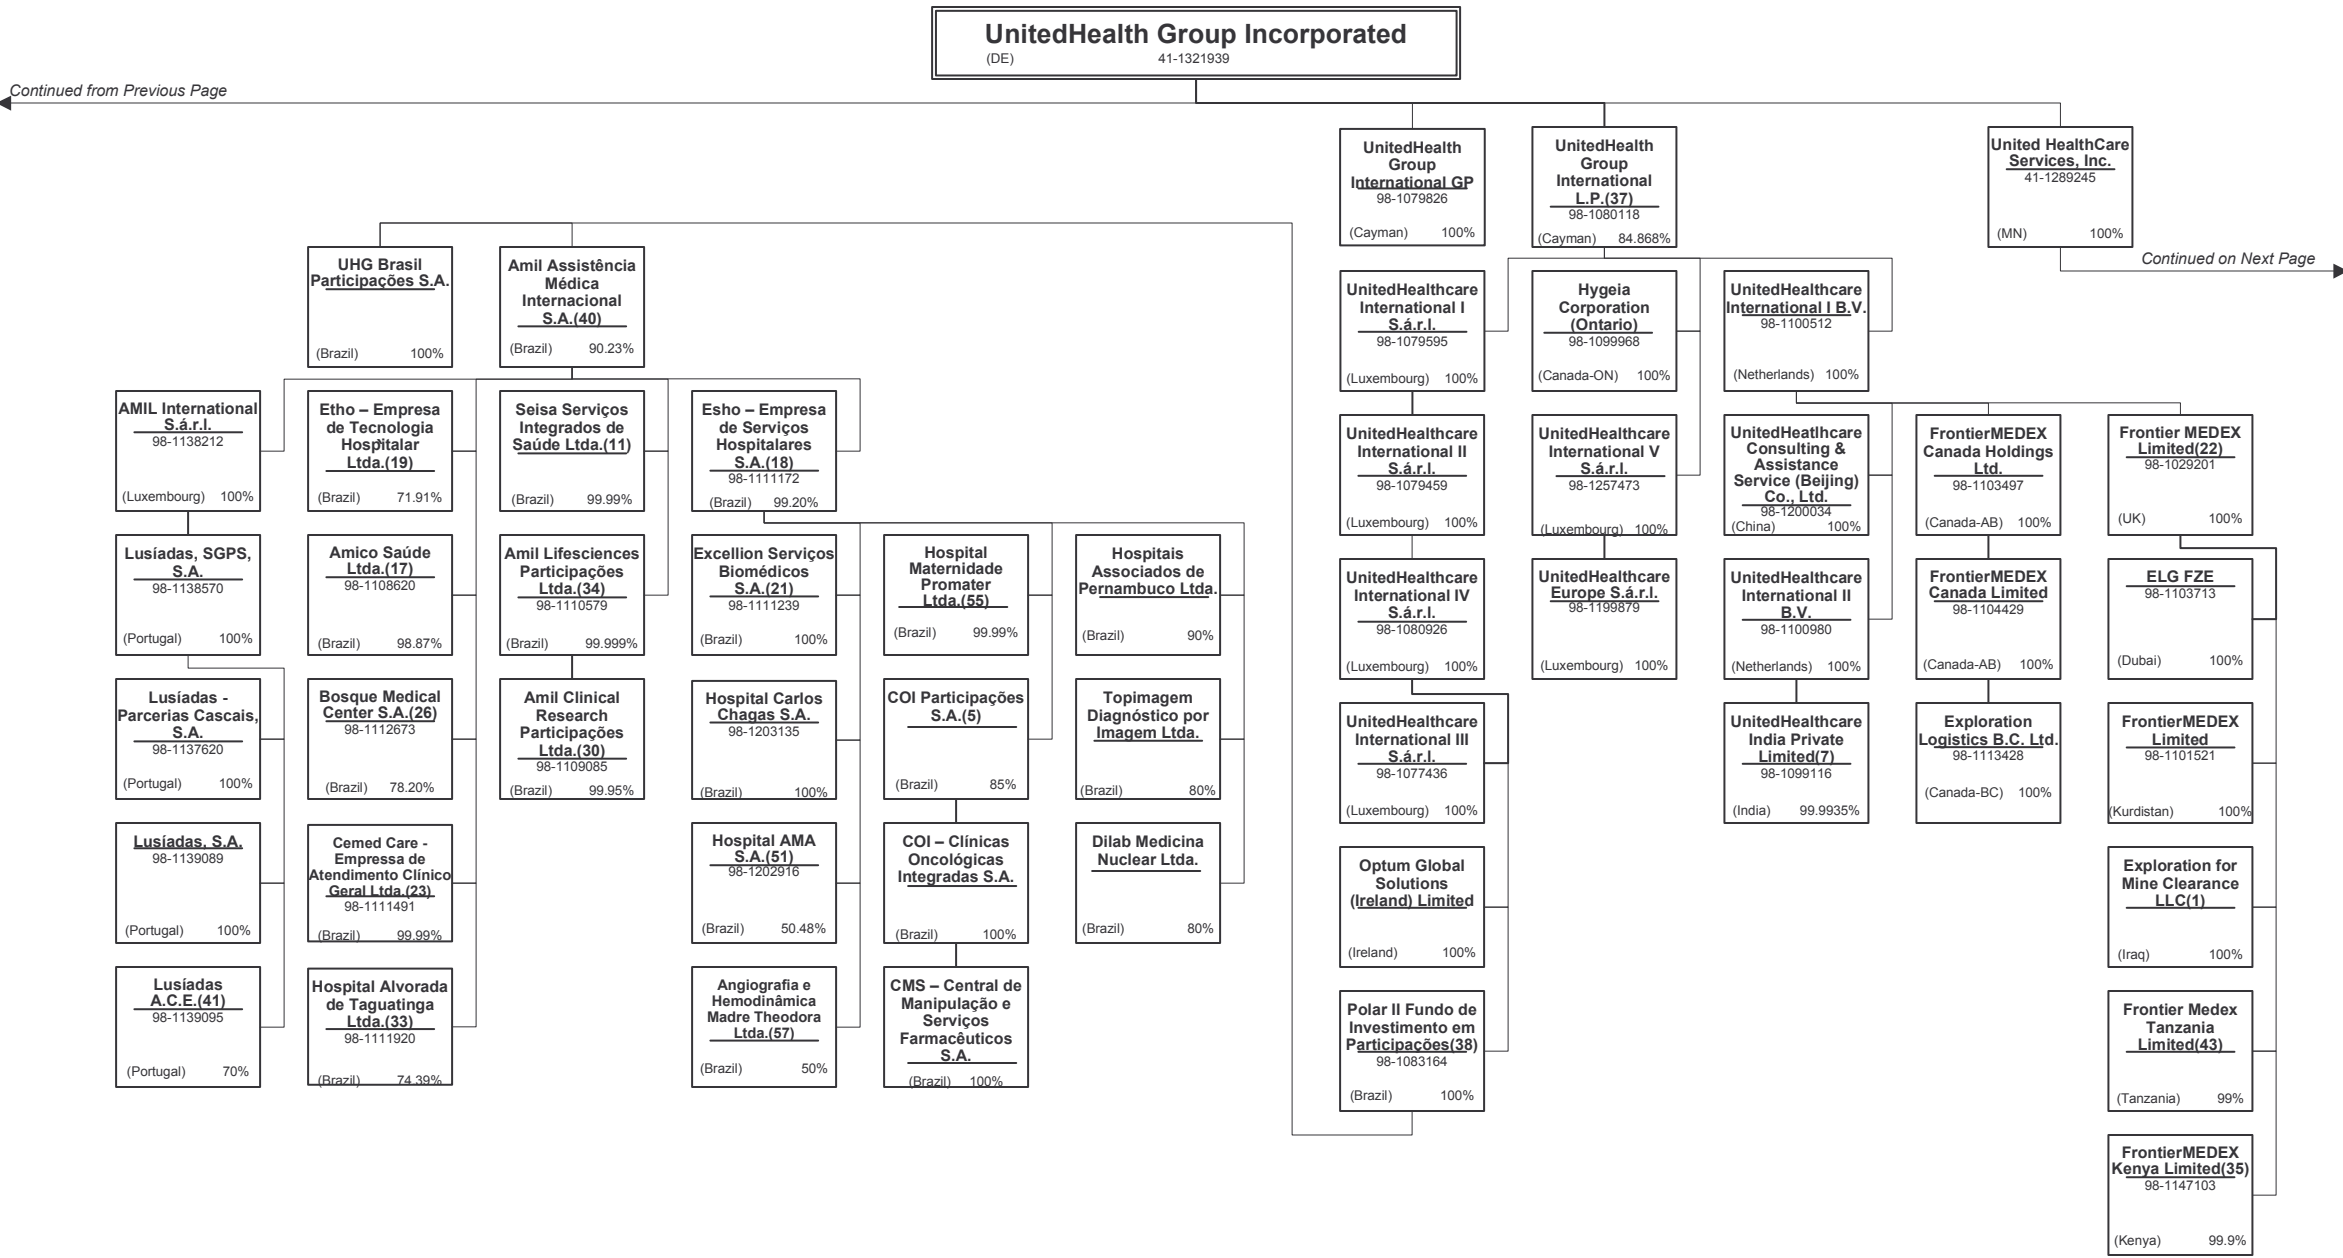 UnitedHealth Group Incorporated
(DE) 41-1321939
Continued from Previous Page
UnitedHealth
Group
International GP
98-1079826
(Cayman) 100%
UnitedHealth
Group
International
L.P.(37)
98-1080118
(Cayman) 84.868%
United HealthCare
Services, Inc.
41-1289245
(MN) 100%
Continued on Next Page
UHG Brasil
Participações S.A.
(Brazil) 100%
Amil Assistência
Médica
Internacional
S.A.(40)
(Brazil) 90.23%
AMIL International
S.á.r.l.
98-1138212
(Luxembourg) 100%
Etho – Empresa
de Tecnologia
Hospitalar
Ltda.(19)
(Brazil) 71.91%
Seisa Serviços
Integrados de
Saúde Ltda.(11)
(Brazil) 99.99%
Esho – Empresa
de Serviços
Hospitalares
S.A.(18)
98-1111172
(Brazil) 99.20%
Lusíadas, SGPS,
S.A.
98-1138570
(Portugal) 100%
Amico Saúde
Ltda.(17)
98-1108620
(Brazil) 98.87%
Amil Lifesciences
Participações
Ltda.(34)
98-1110579
(Brazil) 99.999%
Excellion Serviços
Biomédicos
S.A.(21)
98-1111239
(Brazil) 100%
Hospital
Maternidade
Promater
Ltda.(55)
(Brazil) 99.99%
Hospitais
Associados de
Pernambuco Ltda.
(Brazil) 90%
Lusíadas -
Parcerias Cascais,
S.A.
98-1137620
(Portugal) 100%
Bosque Medical
Center S.A.(26)
98-1112673
(Brazil) 78.20%
Amil Clinical
Research
Participações
Ltda.(30)
98-1109085
(Brazil) 99.95%
Hospital Carlos
Chagas S.A.
98-1203135
(Brazil) 100%
COI Participações
S.A.(5)
(Brazil) 85%
Topimagem
Diagnóstico por
Imagem Ltda.
(Brazil) 80%
Lusíadas, S.A.
98-1139089
(Portugal) 100%
Cemed Care -
Empressa de
Atendimento Clínico
Geral Ltda.(23)
98-1111491
(Brazil) 99.99%
Hospital AMA
S.A.(51)
98-1202916
(Brazil) 50.48%
COI – Clínicas
Oncológicas
Integradas S.A.
(Brazil) 100%
Dilab Medicina
Nuclear Ltda.
(Brazil) 80%
Lusíadas
A.C.E.(41)
98-1139095
(Portugal) 70%
Hospital Alvorada
de Taguatinga
Ltda.(33)
98-1111920
(Brazil) 74.39%
Angiografia e
Hemodinâmica
Madre Theodora
Ltda.(57)
(Brazil) 50%
CMS – Central de
Manipulação e
Serviços
Farmacêuticos
S.A.
(Brazil) 100%
UnitedHealthcare
International I
S.á.r.l.
98-1079595
(Luxembourg) 100%
Hygeia
Corporation
(Ontario)
98-1099968
(Canada-ON) 100%
UnitedHealthcare
International I B.V.
98-1100512
(Netherlands) 100%
UnitedHealthcare
International II
S.á.r.l.
98-1079459
(Luxembourg) 100%
UnitedHealthcare
International V
S.á.r.l.
98-1257473
(Luxembourg) 100%
UnitedHeatlhcare
Consulting &
Assistance
Service (Beijing)
Co., Ltd.
98-1200034
(China) 100%
FrontierMEDEX
Canada Holdings
Ltd.
98-1103497
(Canada-AB) 100%
Frontier MEDEX
Limited(22)
98-1029201
(UK) 100%
UnitedHealthcare
International IV
S.á.r.l.
98-1080926
(Luxembourg) 100%
UnitedHealthcare
Europe S.á.r.l.
98-1199879
(Luxembourg) 100%
UnitedHealthcare
International II
B.V.
98-1100980
(Netherlands) 100%
FrontierMEDEX
Canada Limited
98-1104429
(Canada-AB) 100%
ELG FZE
98-1103713
(Dubai) 100%
UnitedHealthcare
International III
S.á.r.l.
98-1077436
(Luxembourg) 100%
UnitedHealthcare
India Private
Limited(7)
98-1099116
(India) 99.9935%
Exploration
Logistics B.C. Ltd.
98-1113428
(Canada-BC) 100%
FrontierMEDEX
Limited
98-1101521
(Kurdistan) 100%
Optum Global
Solutions
(Ireland) Limited
(Ireland) 100%
Exploration for
Mine Clearance
LLC(1)
(Iraq) 100%
Polar II Fundo de
Investimento em
Participações(38)
98-1083164
(Brazil) 100%
Frontier Medex
Tanzania
Limited(43)
(Tanzania) 99%
FrontierMEDEX
Kenya Limited(35)
98-1147103
(Kenya) 99.9%